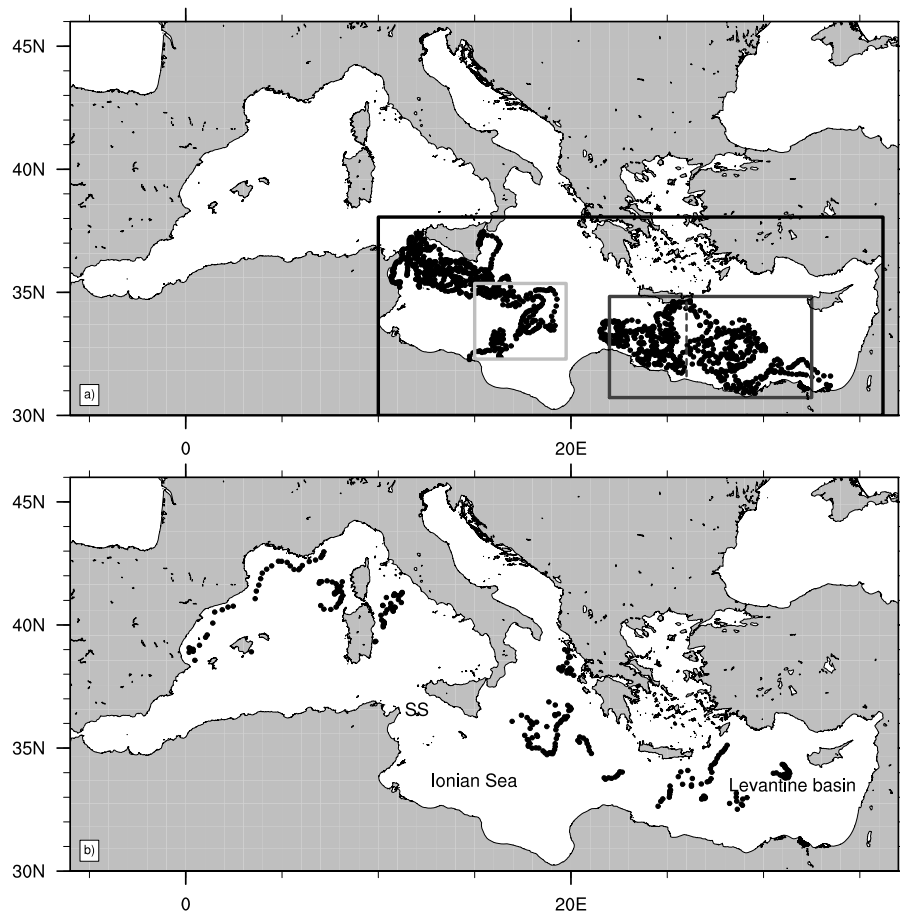 45N
40N
35N
30N
a)
0 20E
45N
40N
SS
35N
Ionian Sea Levantine basin
b)
30N
0 20E